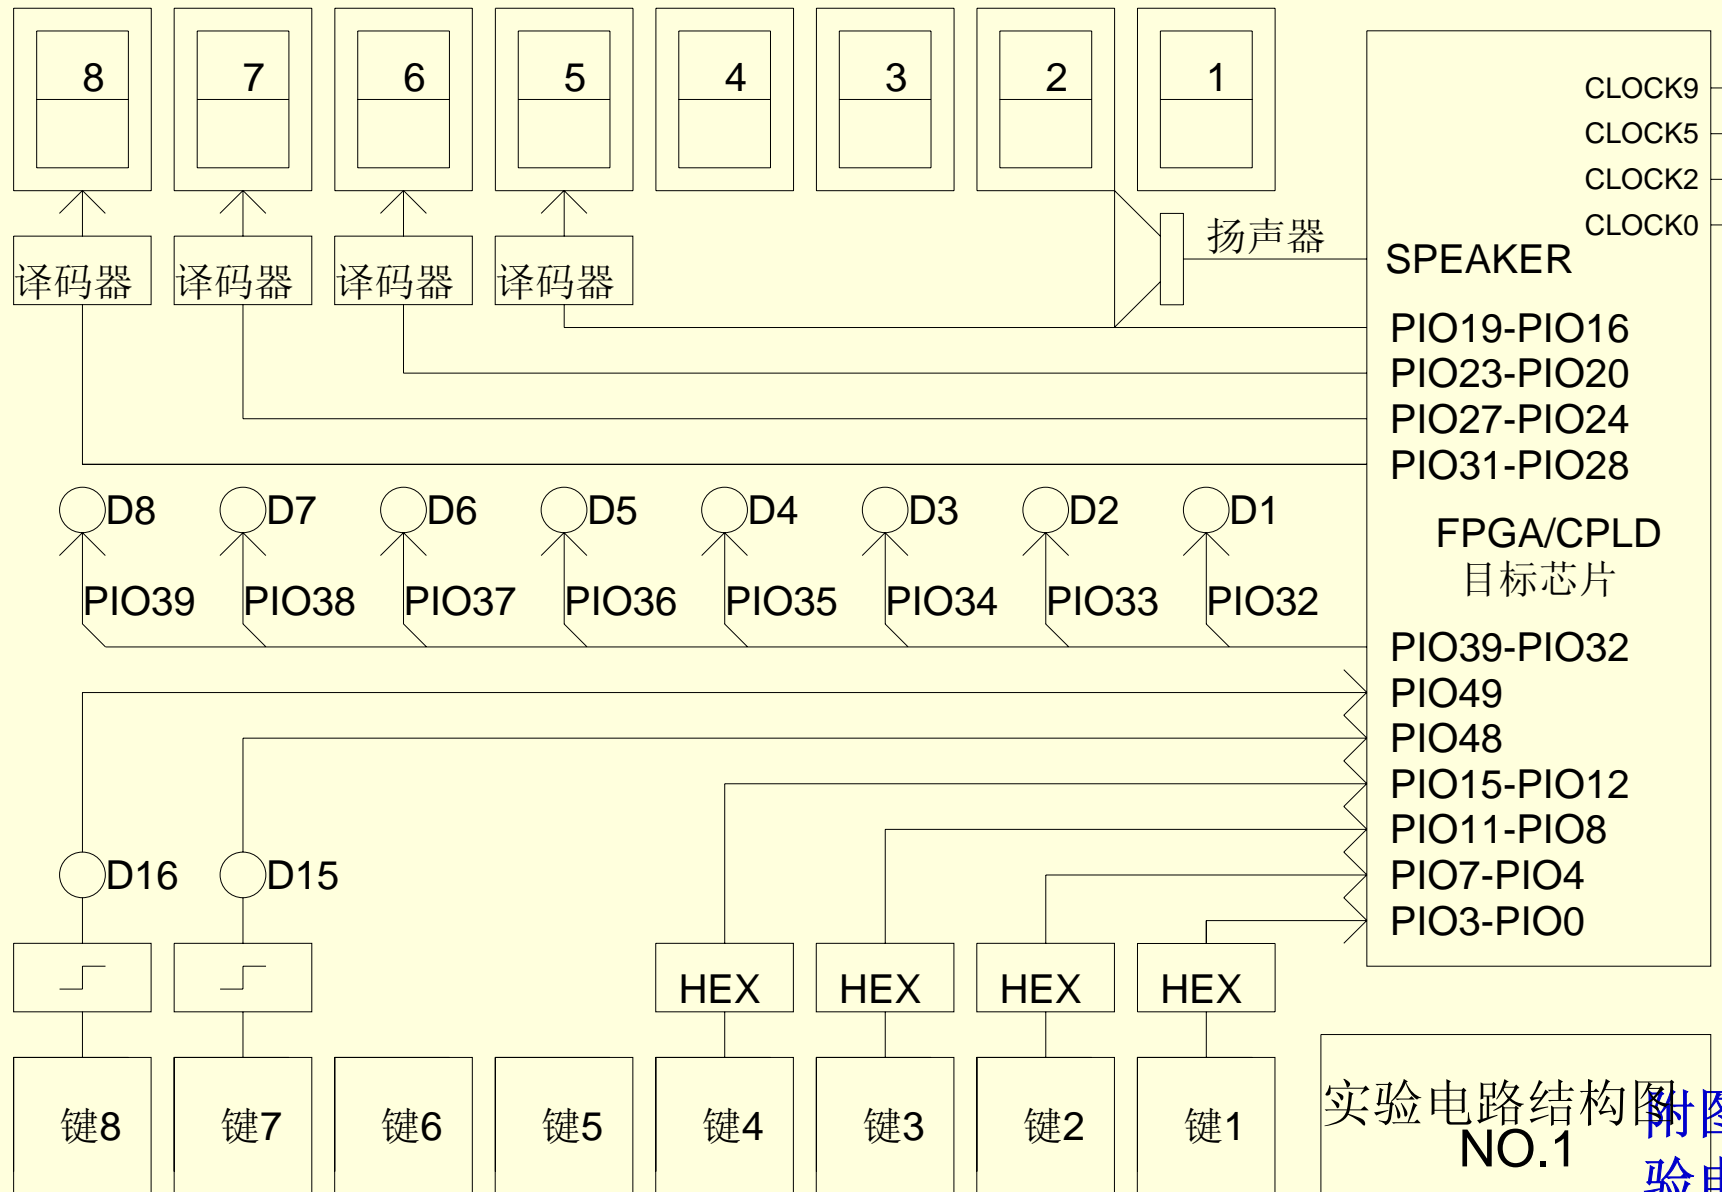 8 7 6 5 4 3 2 1
CLOCK9
CLOCK5
CLOCK2
CLOCK0
扬声器
SPEAKER
译码器 译码器 译码器 译码器
PIO19-PIO16
PIO23-PIO20
PIO27-PIO24
PIO31-PIO28
D8 D7 D6 D5 D4 D3 D2 D1
FPGA/CPLD
目标芯片
PIO39 PIO38 PIO37 PIO36 PIO35 PIO34 PIO33 PIO32
PIO39-PIO32
PIO49
PIO48
PIO15-PIO12
PIO11-PIO8
D16 D15
PIO7-PIO4
PIO3-PIO0
HEX HEX HEX HEX
键8 键7 键6 键5 键4 键3 键2 键1
实验电路结构图
NO.1
附图
验电